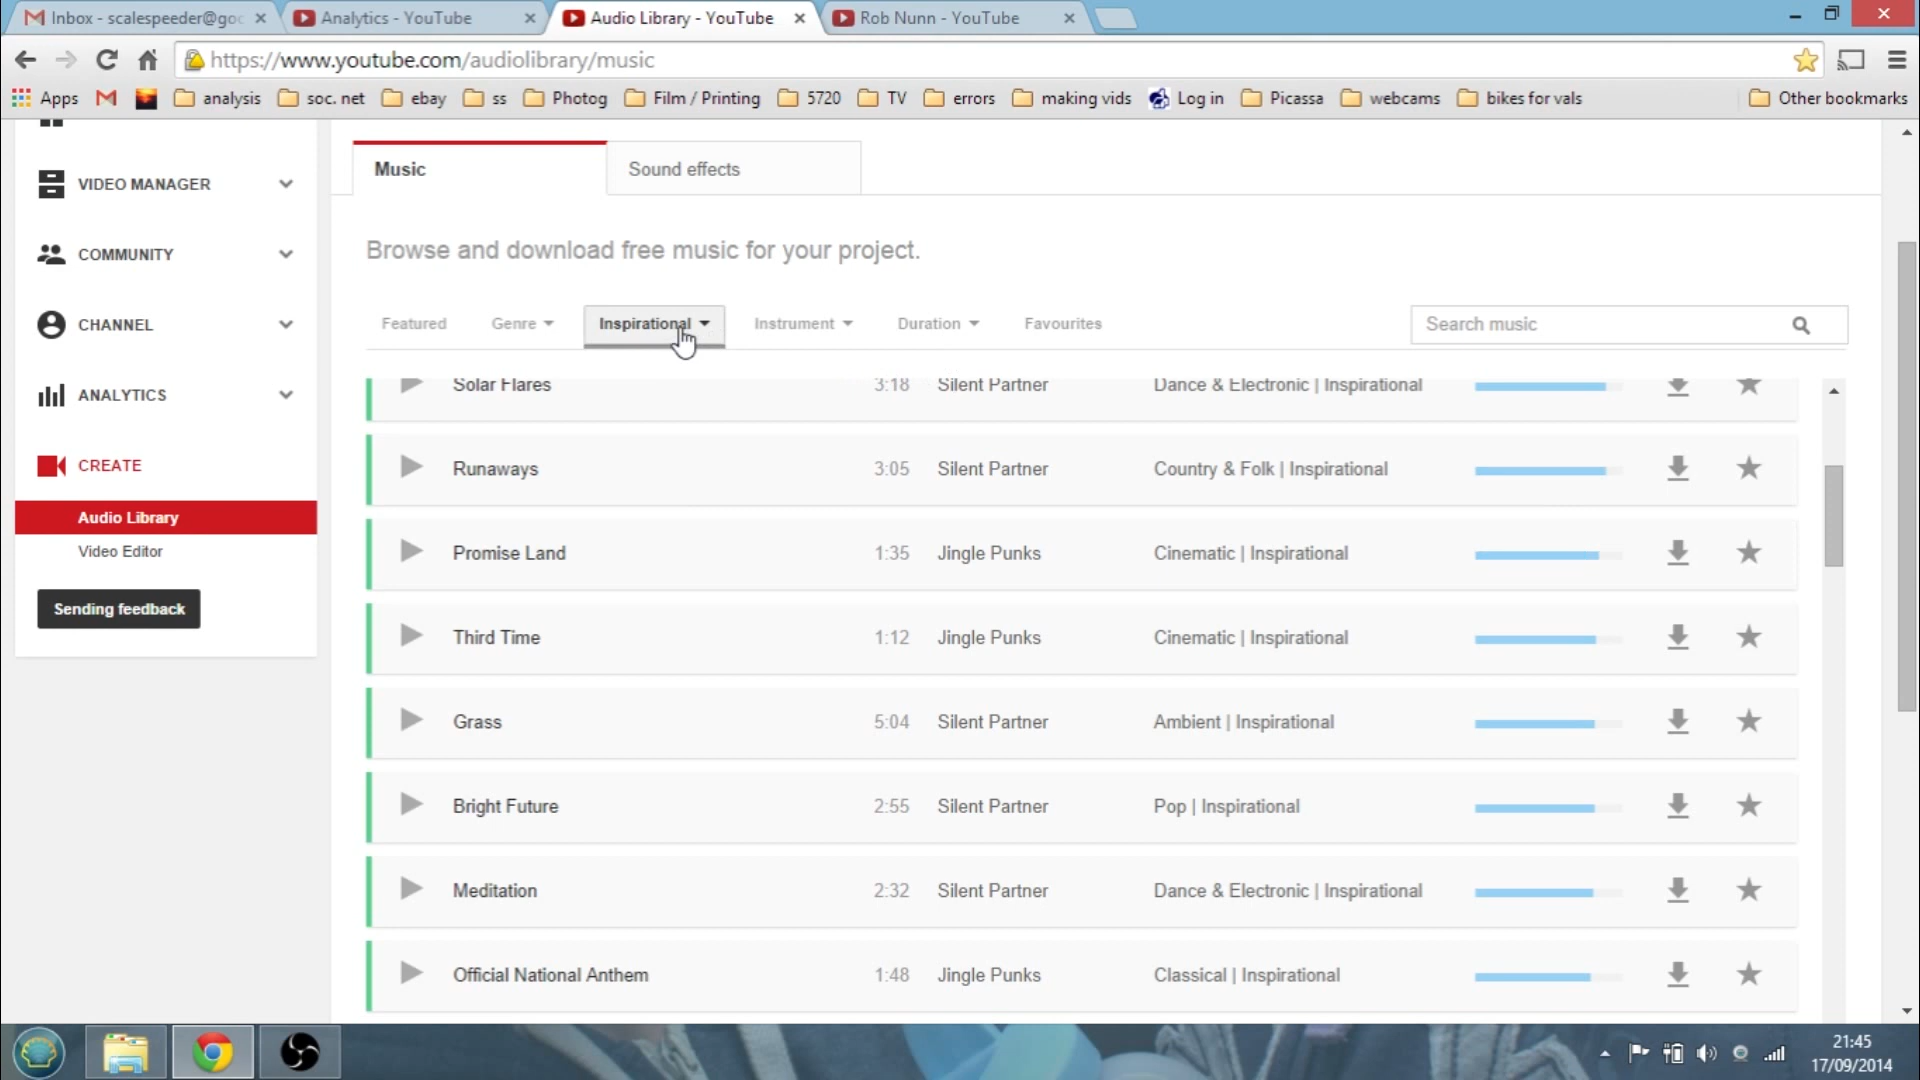 Inbox - scalespeeder@goo
Analytics - YouTube
Audio Library - YouTube
Rob Nunn - YouTube
https://www.youtube.com/audiolibrary/music
Apps
analysis
soc. net
ebay
ss
Photog
Film / Printing
5720
TV
errors
making vids
Log in
Picassa
webcams
bikes for vals
Other bookmarks
VIDEO MANAGER
COMMUNITY
CHANNEL
ANALYTICS
CREATE
Audio Library
Video Editor
Sending feedback
Music
Sound effects
Browse and download free music for your project.
Featured
Genre
Inspirational
Instrument
Duration
Favourites
Search music
Solar Flares 3:18 Silent Partner Dance & Electronic | Inspirational
Runaways 3:05 Silent Partner Country & Folk | Inspirational
Promise Land 1:35 Jingle Punks Cinematic | Inspirational
Third Time 1:12 Jingle Punks Cinematic | Inspirational
Grass 5:04 Silent Partner Ambient | Inspirational
Bright Future 2:55 Silent Partner Pop | Inspirational
Meditation 2:32 Silent Partner Dance & Electronic | Inspirational
Official National Anthem 1:48 Jingle Punks Classical | Inspirational
21:45
17/09/2014